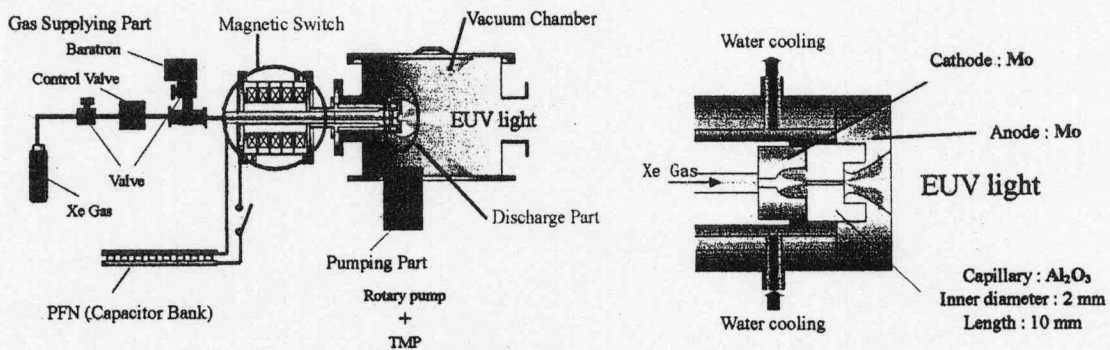 Gas Supplying Part
Baratron
Control Valve
Valve
Xe Gas
PFN (Capacitor Bank)
Magnetic Switch
Vacuum Chamber
EUV light
Discharge Part
Pumping Part
Rotary pump
+
TMP
Water cooling
Cathode : Mo
Anode : Mo
Xe Gas
EUV light
Capillary : Al₂O₃
Inner diameter : 2 mm
Length : 10 mm
Water cooling